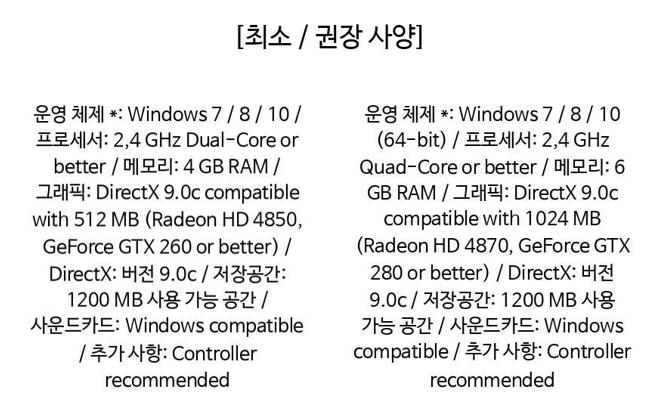 [최소 / 권장 사양]
운영 체제 *: Windows 7 / 8 / 10 /
프로세서: 2,4 GHz Dual-Core or
better / 메모리: 4 GB RAM /
그래픽: DirectX 9.0c compatible
with 512 MB (Radeon HD 4850,
GeForce GTX 260 or better) /
DirectX: 버전 9.0c / 저장공간:
1200 MB 사용 가능 공간 /
사운드카드: Windows compatible
/ 추가 사항: Controller
recommended
운영 체제 *: Windows 7 / 8 / 10
(64-bit) / 프로세서: 2,4 GHz
Quad-Core or better / 메모리: 6
GB RAM / 그래픽: DirectX 9.0c
compatible with 1024 MB
(Radeon HD 4870, GeForce GTX
280 or better) / DirectX: 버전
9.0c / 저장공간: 1200 MB 사용
가능 공간 / 사운드카드: Windows
compatible / 추가 사항: Controller
recommended